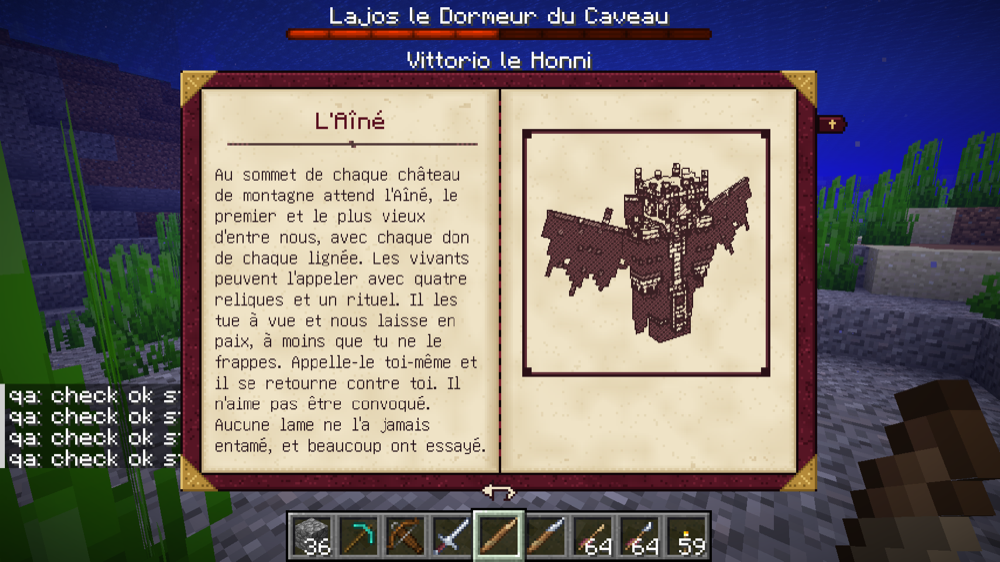 Lajos le Dormeur du Caveau
Vittorio le Honni
L'Aîné
Au sommet de chaque château
de montagne attend l'Aîné, le
premier et le plus vieux
d'entre nous, avec chaque don
de chaque lignée. Les vivants
peuvent l'appeler avec quatre
reliques et un rituel. Il les
tue à vue et nous laisse en
paix, à moins que tu ne le
frappes. Appelle-le toi-même et
il se retourne contre toi. Il
n'aime pas être convoqué.
Aucune lame ne l'a jamais
entamé, et beaucoup ont essayé.
qa: check ok
qa: check ok
qa: check ok
qa: check ok
36
64
64
59